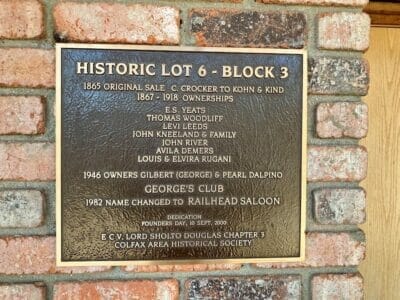 HISTORIC LOT 6 - BLOCK 3
1865 ORIGINAL SALE C. CROCKER TO KOHN & KIND
1867 - 1918 OWNERSHIPS
E.S. YEATS
THOMAS WOODLIFF
LEVI LEEDS
JOHN KNEELAND & FAMILY
JOHN RIVER
AVILA DEMERS
LOUIS & ELVIRA RUGANI
1946 OWNERS GILBERT (GEORGE) & PEARL DALPINO
GEORGE'S CLUB
1982 NAME CHANGED TO RAILHEAD SALOON
DEDICATION
FOUNDERS DAY, 10 SEPT. 2000
E C V, LORD SHOLTO DOUGLAS CHAPTER 3
COLFAX AREA HISTORICAL SOCIETY